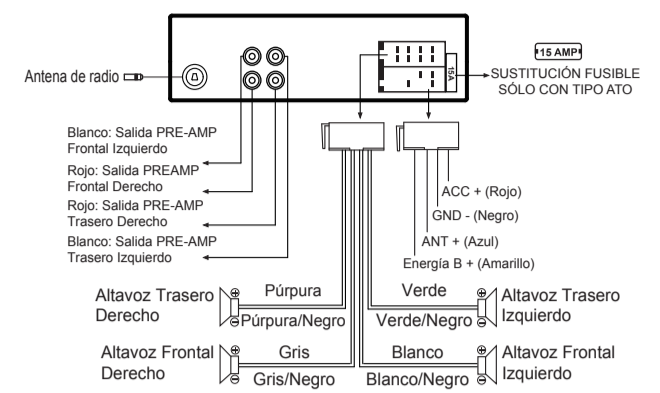 15 AMP
15A
SUSTITUCIÓN FUSIBLE
SÓLO CON TIPO ATO
Antena de radio
Blanco: Salida PRE-AMP
Frontal Izquierdo
Rojo: Salida PREAMP
Frontal Derecho
Rojo: Salida PRE-AMP
Trasero Derecho
Blanco: Salida PRE-AMP
Trasero Izquierdo
ACC + (Rojo)
GND - (Negro)
ANT + (Azul)
Energía B + (Amarillo)
Altavoz Trasero
Derecho
Púrpura
Púrpura/Negro
Verde
Verde/Negro
Altavoz Trasero
Izquierdo
Altavoz Frontal
Derecho
Gris
Gris/Negro
Blanco
Blanco/Negro
Altavoz Frontal
Izquierdo